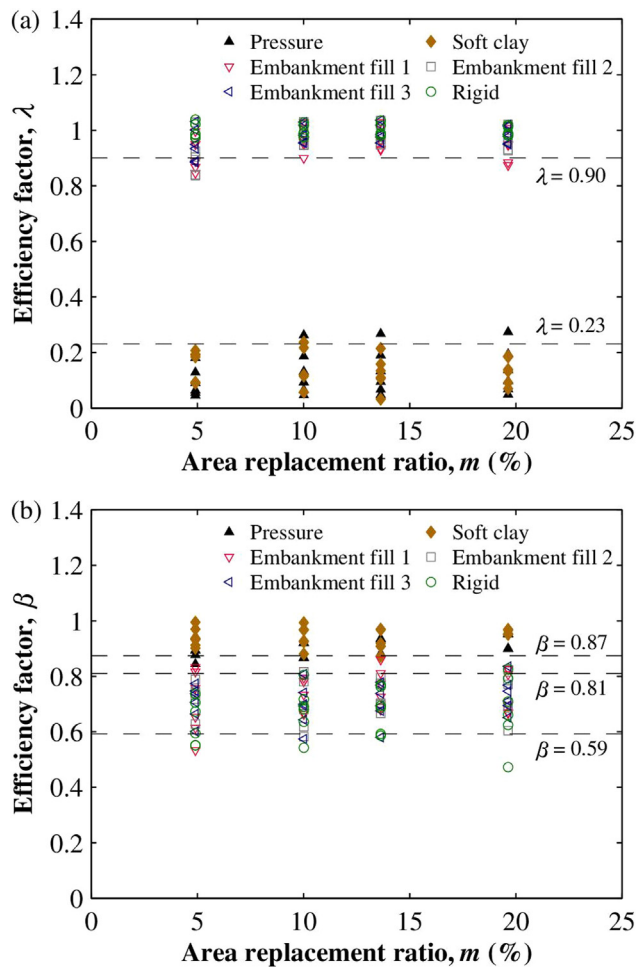 (a)
1.4
1.2
1
0.8
0.6
0.4
0.2
0
Efficiency factor, λ
Pressure
Soft clay
Embankment fill 1
Embankment fill 2
Embankment fill 3
Rigid
λ = 0.90
λ = 0.23
0 5 10 15 20 25
Area replacement ratio, m (%)
(b)
1.4
1.2
1
0.8
0.6
0.4
0.2
0
Efficiency factor, β
Pressure
Soft clay
Embankment fill 1
Embankment fill 2
Embankment fill 3
Rigid
β = 0.87
β = 0.81
β = 0.59
0 5 10 15 20 25
Area replacement ratio, m (%)